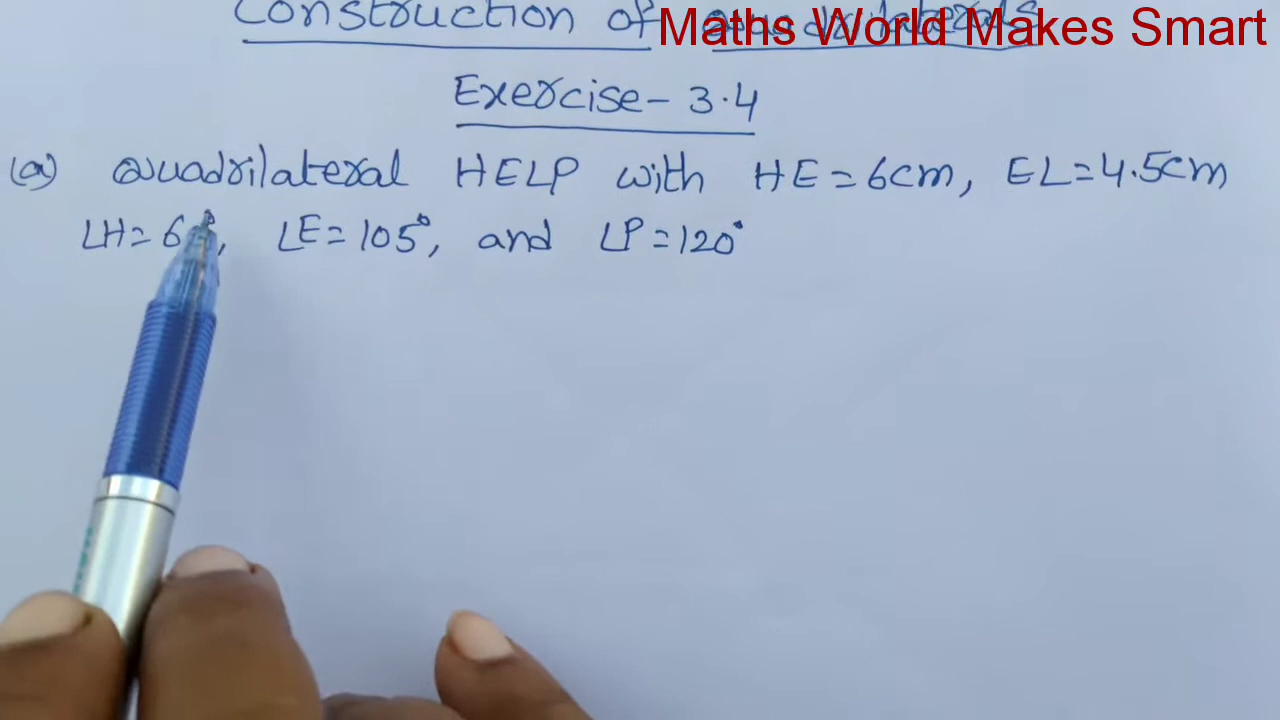 Construction of
Maths World Makes Smart
Exercise- 3.4
(a) Quadrilateral HELP with HE = 6cm, EL = 4.5cm
∠H = 6°, ∠E = 105°, and ∠P = 120°